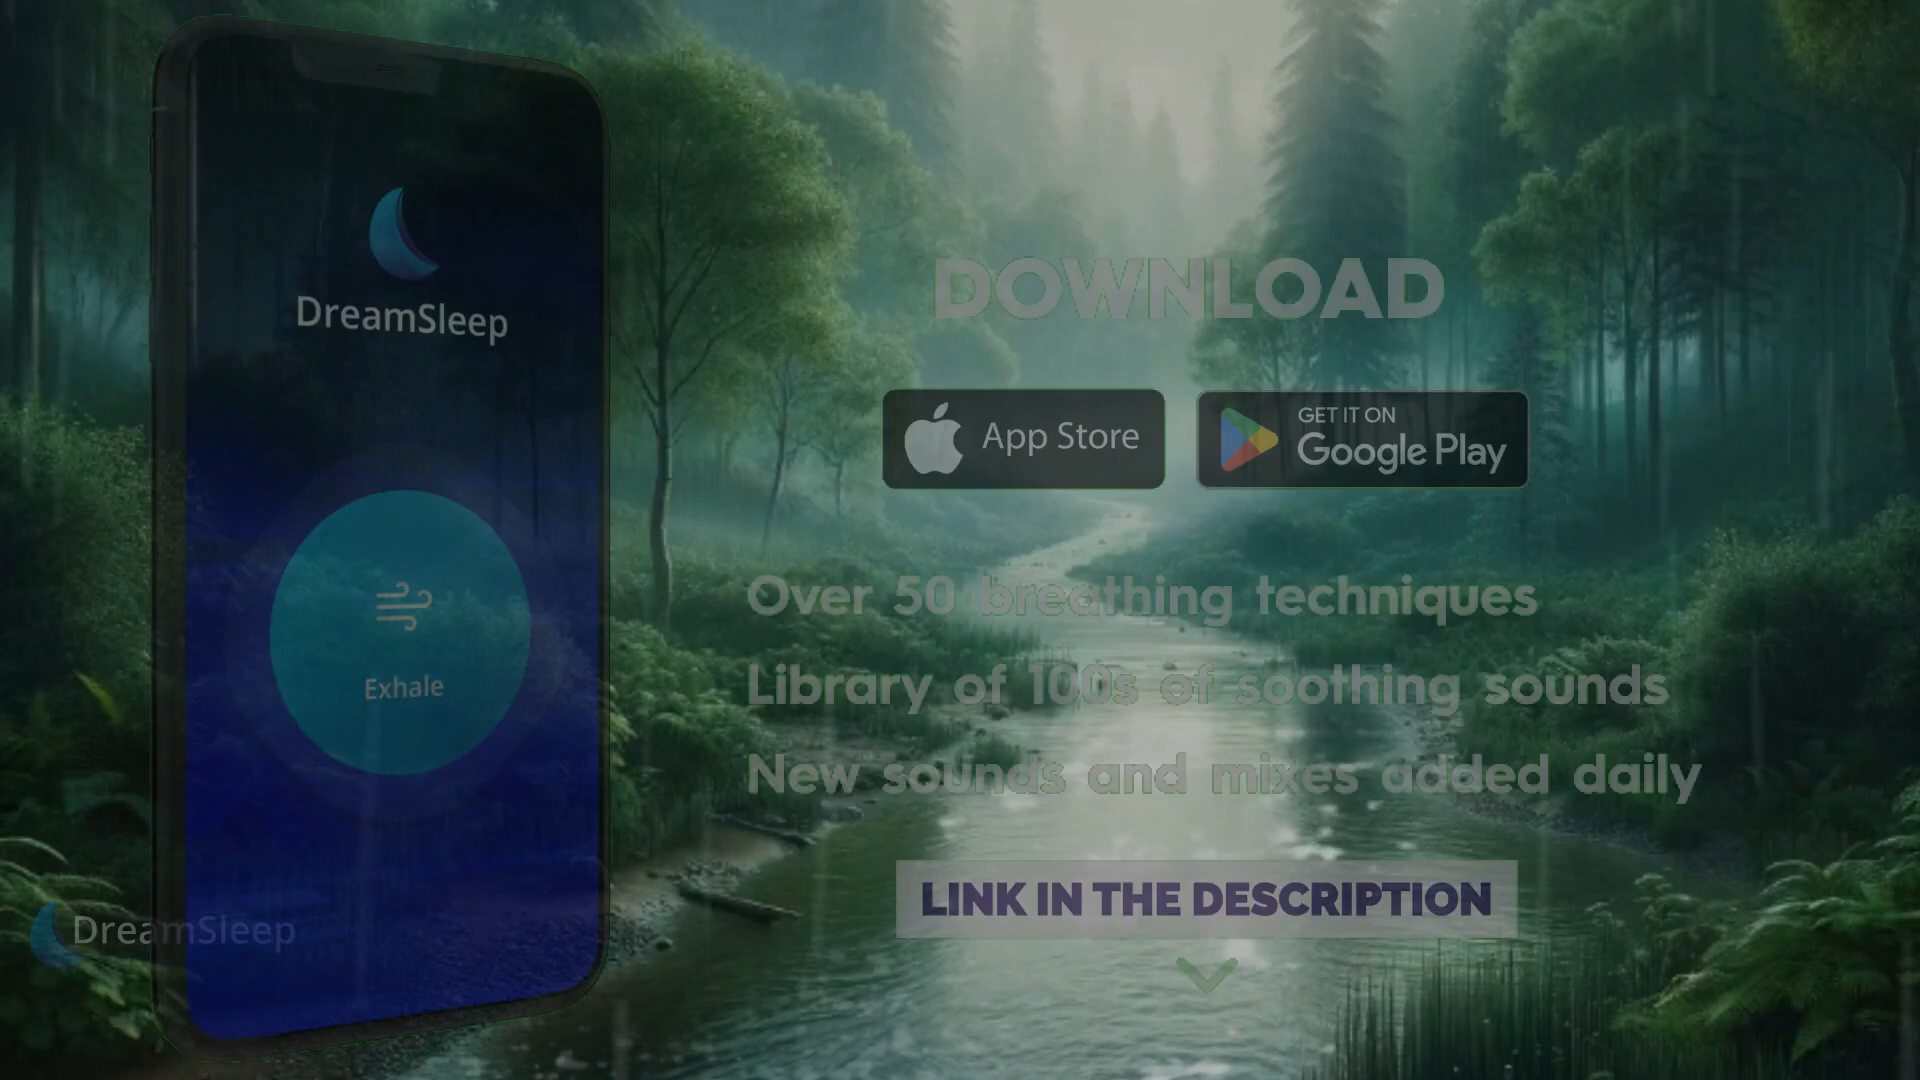 DreamSleep
Exhale
DOWNLOAD
App Store
GET IT ON
Google Play
Over 50 breathing techniques
Library of 100s of soothing sounds
New sounds and mixes added daily
LINK IN THE DESCRIPTION
DreamSleep